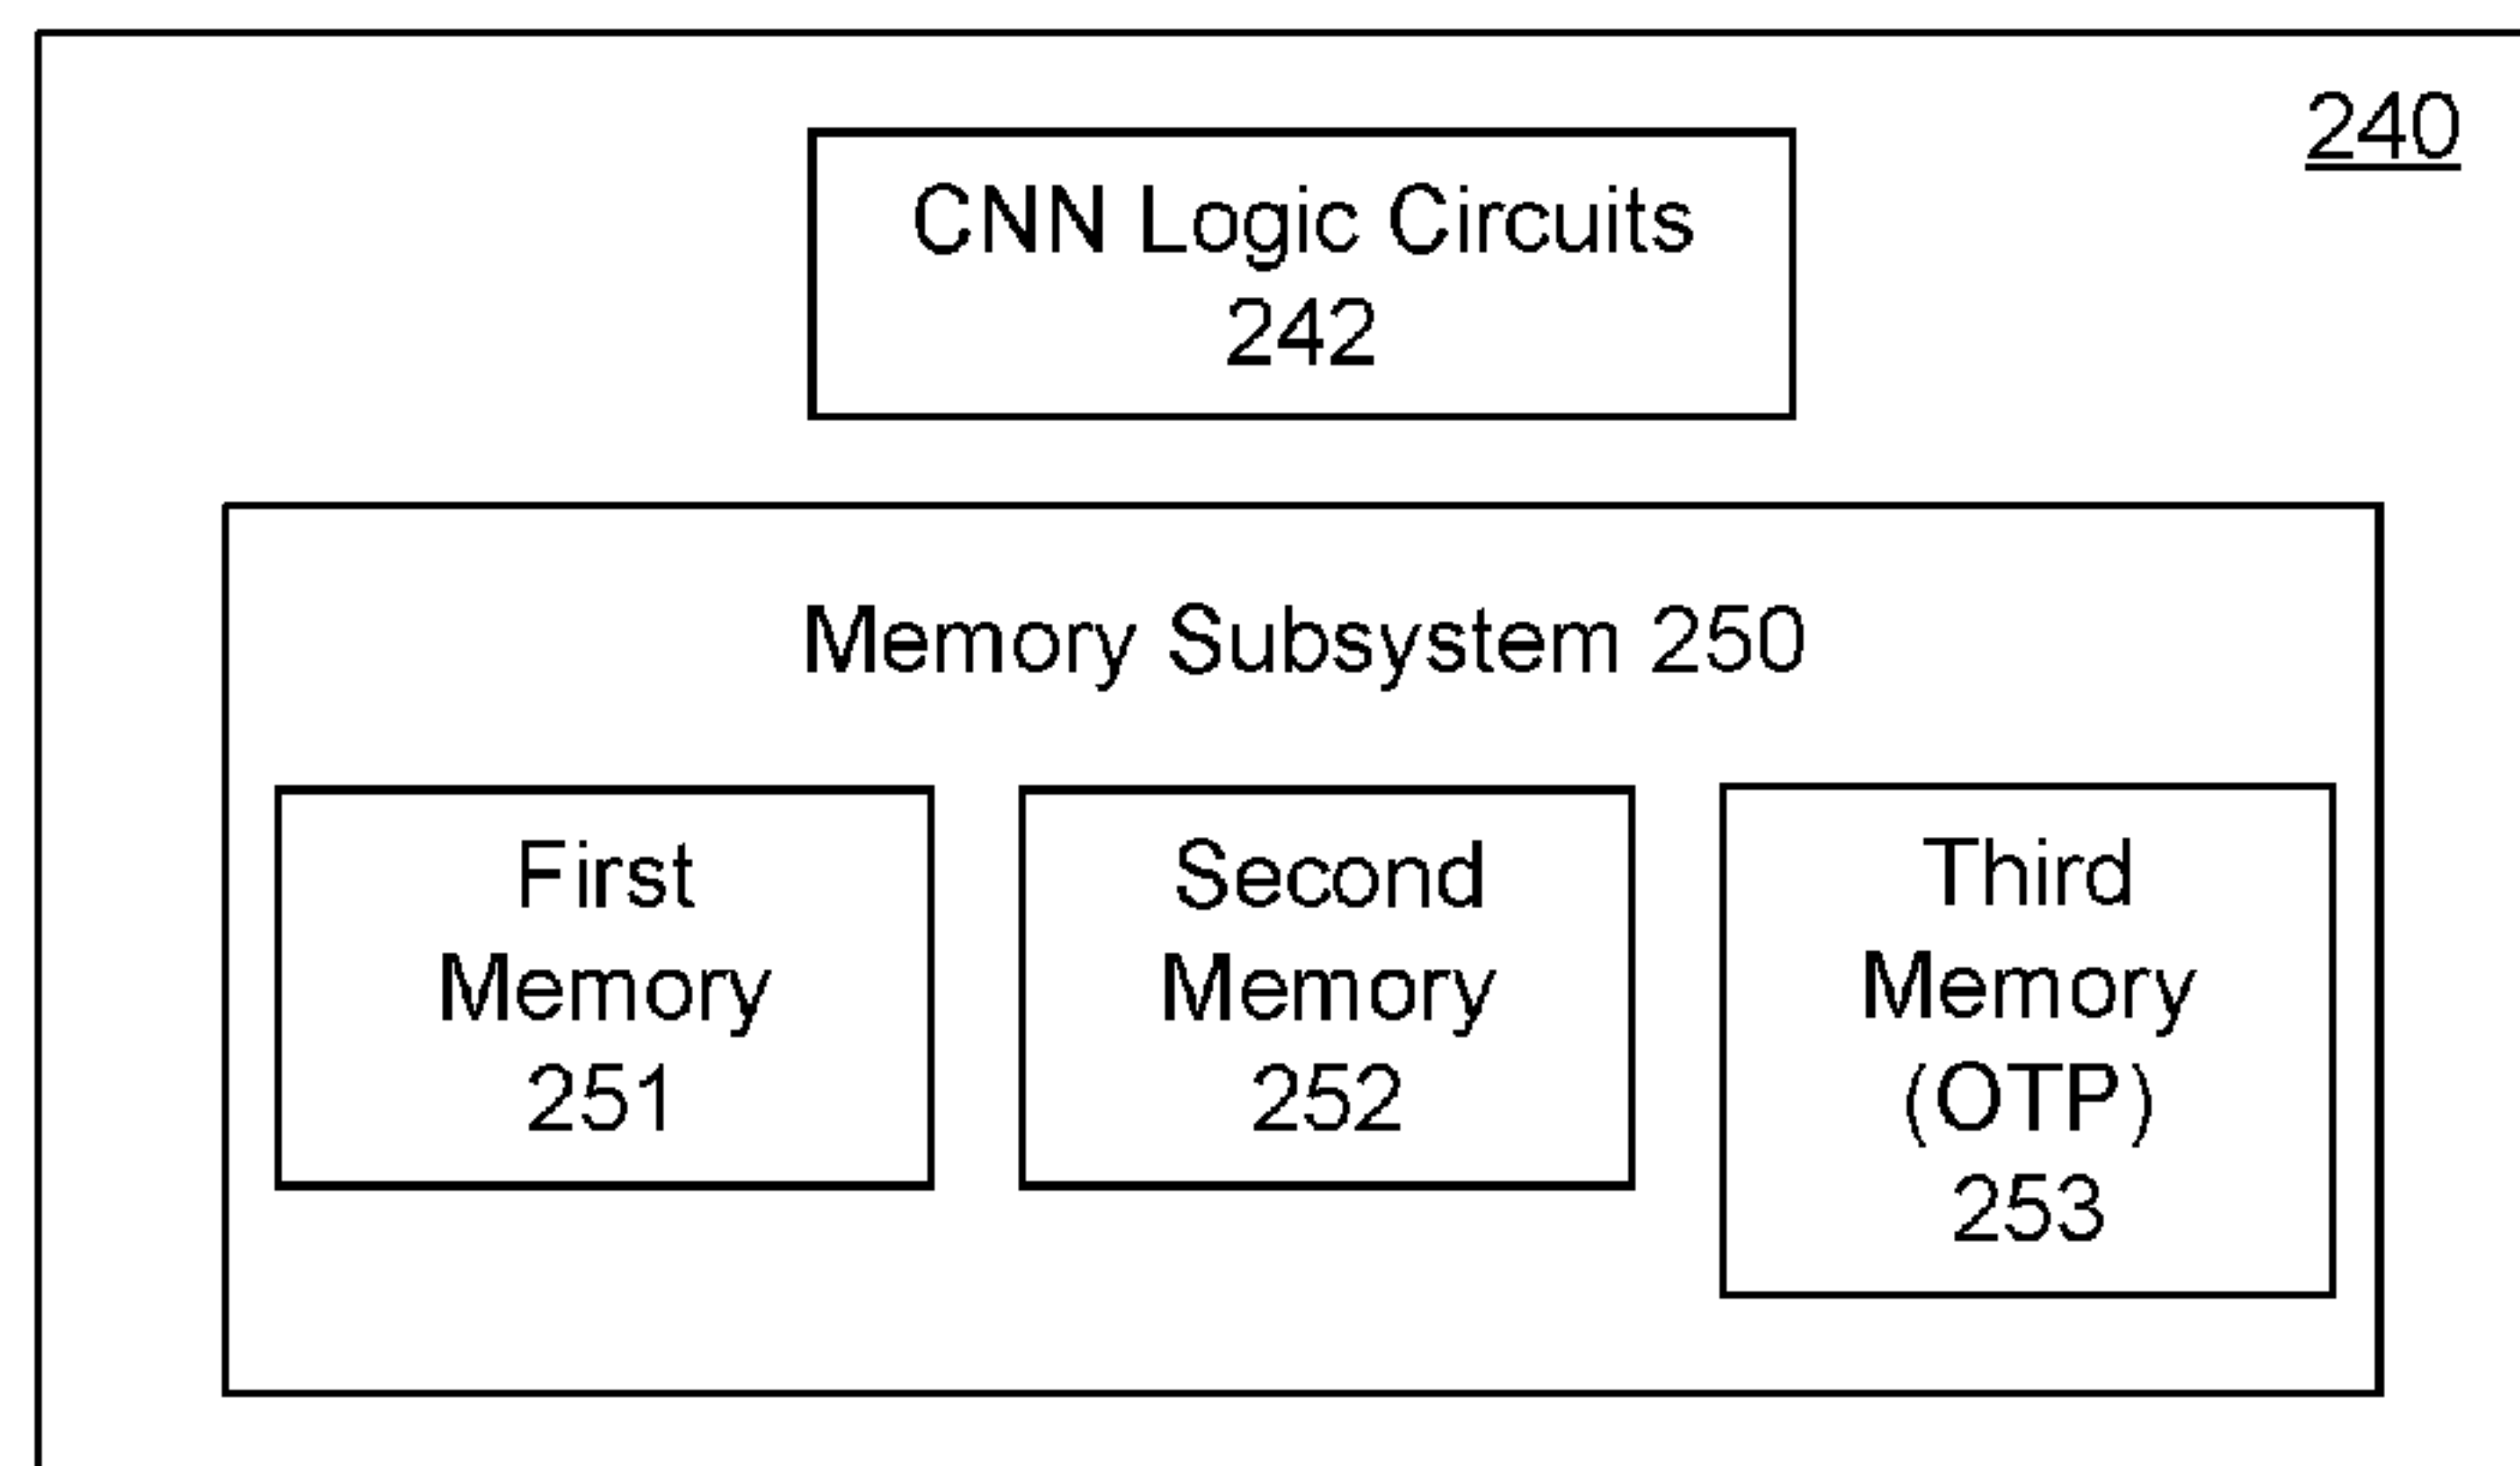 240
CNN Logic Circuits
242
Memory Subsystem 250
First
Memory
251
Second
Memory
252
Third
Memory
(OTP)
253